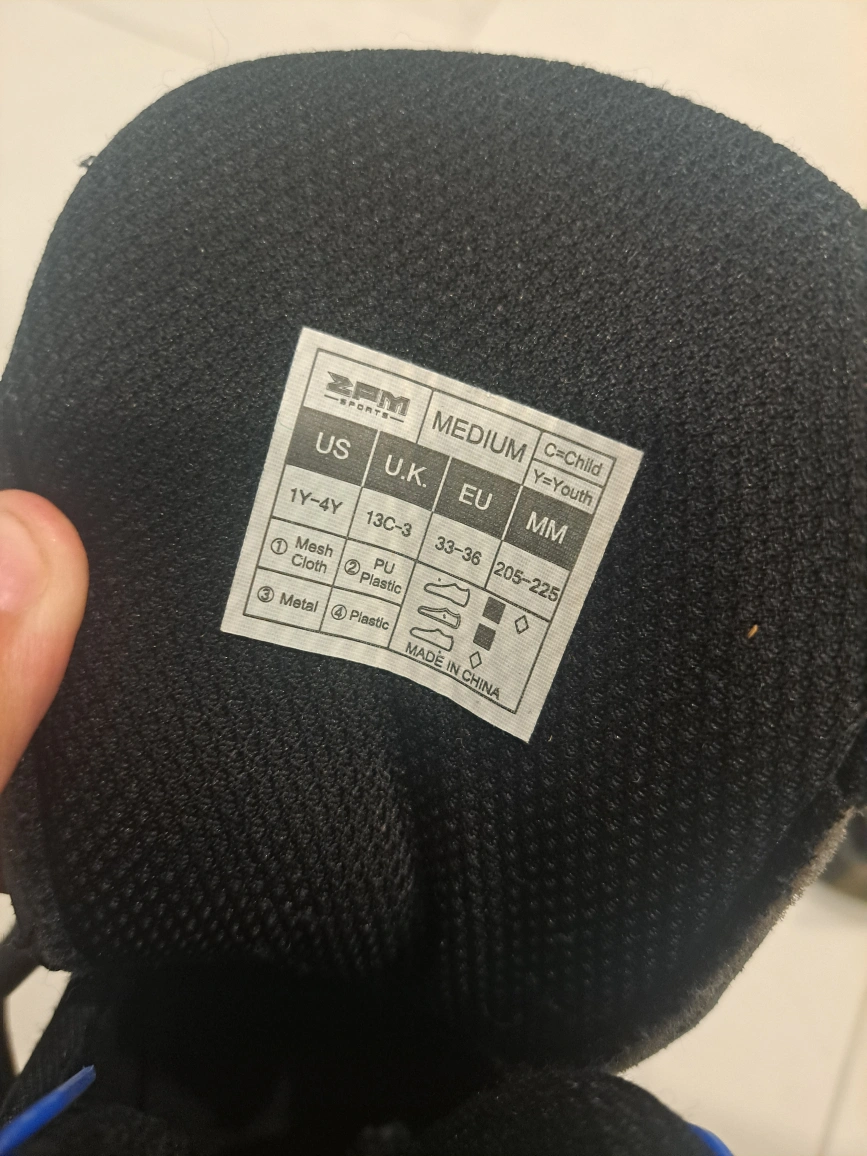 ZFM
SPORTS
MEDIUM
C=Child
Y=Youth
US
U.K.
EU
MM
1Y-4Y
13C-3
33-36
205-225
① Mesh
Cloth
② PU
Plastic
③ Metal
④ Plastic
MADE IN CHINA